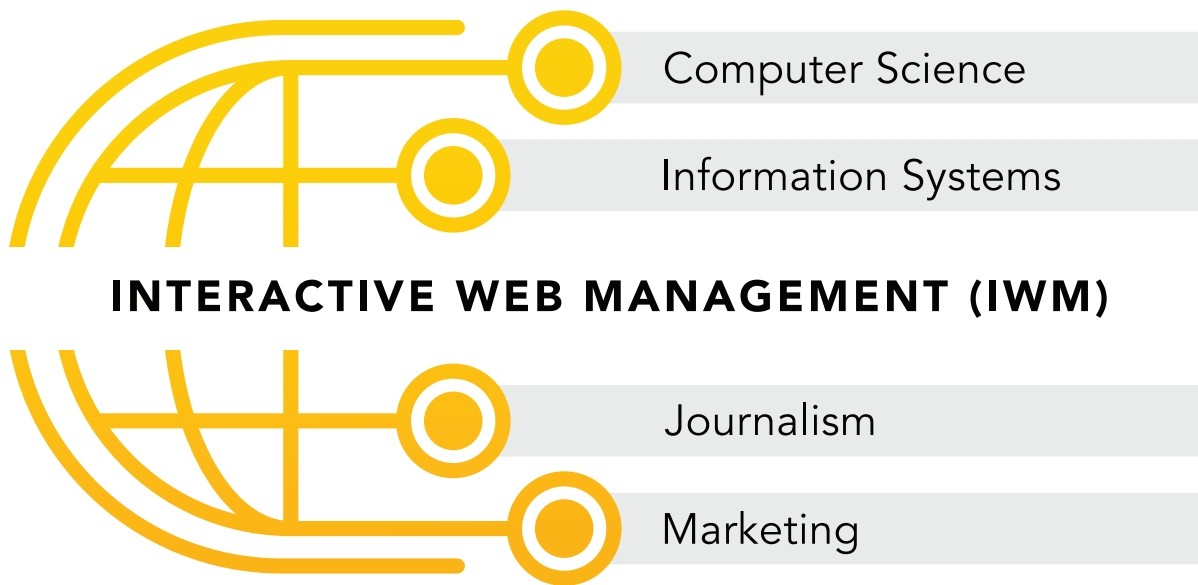 Computer Science
Information Systems
INTERACTIVE WEB MANAGEMENT (IWM)
Journalism
Marketing